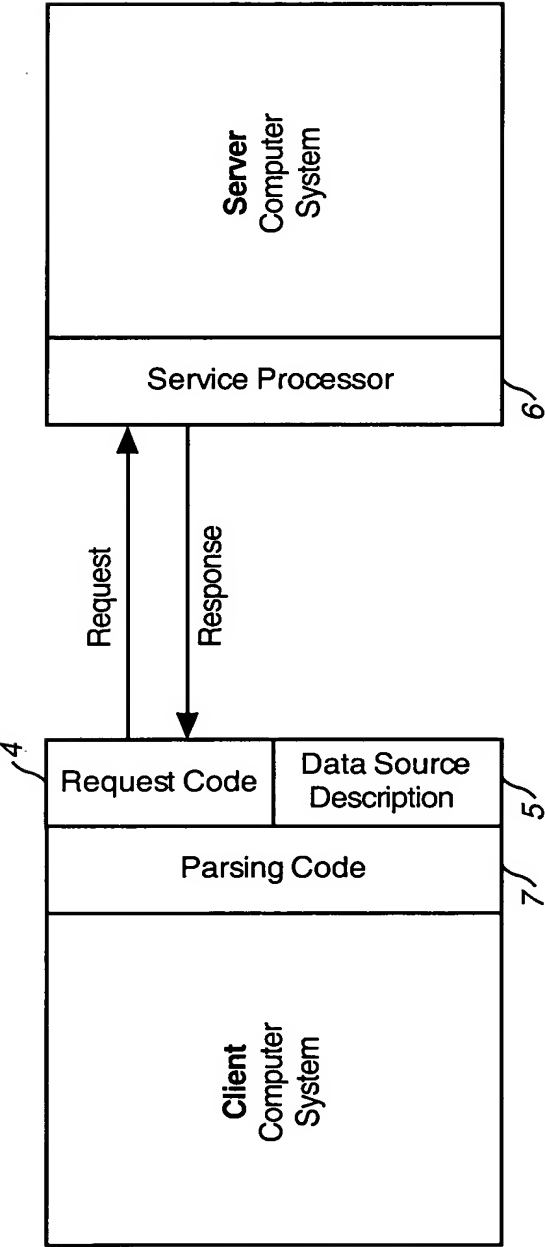 Server
Computer
System
Service Processor
6
Request
Response
4
Request Code
Data Source
Description
5
Parsing Code
7
Client
Computer
System